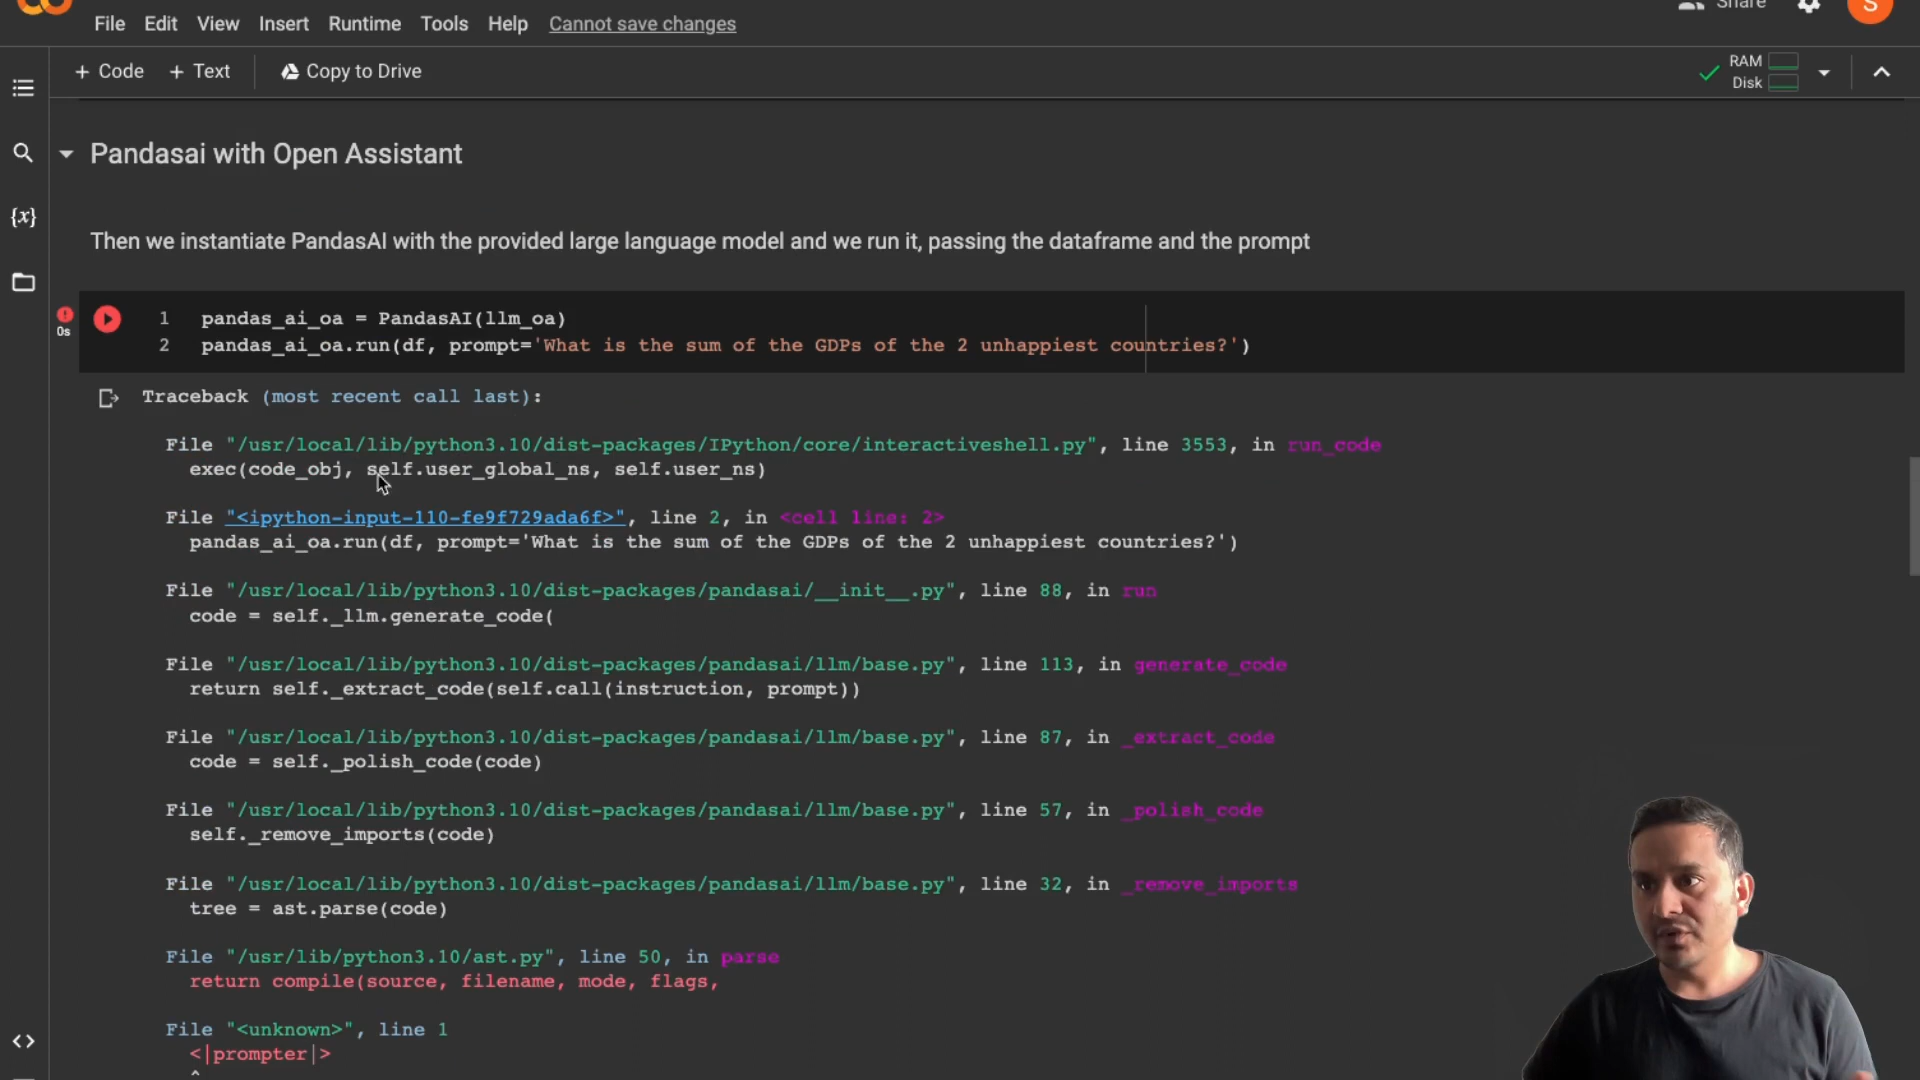 File Edit View Insert Runtime Tools Help Cannot save changes
Share
S
+ Code + Text Copy to Drive
RAM
Disk
{x}
Pandasai with Open Assistant
Then we instantiate PandasAI with the provided large language model and we run it, passing the dataframe and the prompt
0s
1 pandas_ai_oa = PandasAI(llm_oa)
2 pandas_ai_oa.run(df, prompt='What is the sum of the GDPs of the 2 unhappiest countries?')
Traceback (most recent call last):
File "/usr/local/lib/python3.10/dist-packages/IPython/core/interactiveshell.py", line 3553, in run_code
exec(code_obj, self.user_global_ns, self.user_ns)
File "<ipython-input-110-fe9f729ada6f>", line 2, in <cell line: 2>
pandas_ai_oa.run(df, prompt='What is the sum of the GDPs of the 2 unhappiest countries?')
File "/usr/local/lib/python3.10/dist-packages/pandasai/__init__.py", line 88, in run
code = self._llm.generate_code(
File "/usr/local/lib/python3.10/dist-packages/pandasai/llm/base.py", line 113, in generate_code
return self._extract_code(self.call(instruction, prompt))
File "/usr/local/lib/python3.10/dist-packages/pandasai/llm/base.py", line 87, in _extract_code
code = self._polish_code(code)
File "/usr/local/lib/python3.10/dist-packages/pandasai/llm/base.py", line 57, in _polish_code
self._remove_imports(code)
File "/usr/local/lib/python3.10/dist-packages/pandasai/llm/base.py", line 32, in _remove_imports
tree = ast.parse(code)
File "/usr/lib/python3.10/ast.py", line 50, in parse
return compile(source, filename, mode, flags,
File "<unknown>", line 1
<|prompter|>
^